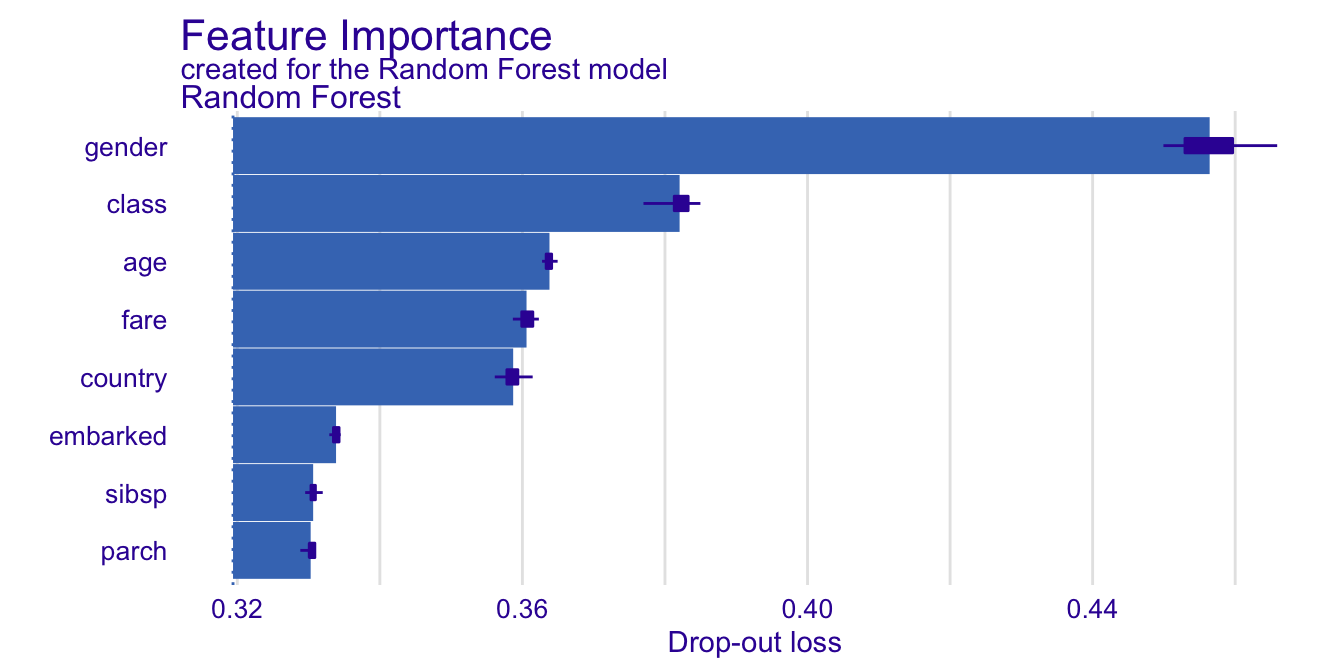 Feature Importance
created for the Random Forest model
Random Forest
gender
class
age
fare
country
embarked
sibsp
parch
0.32 0.36 0.40 0.44
Drop-out loss